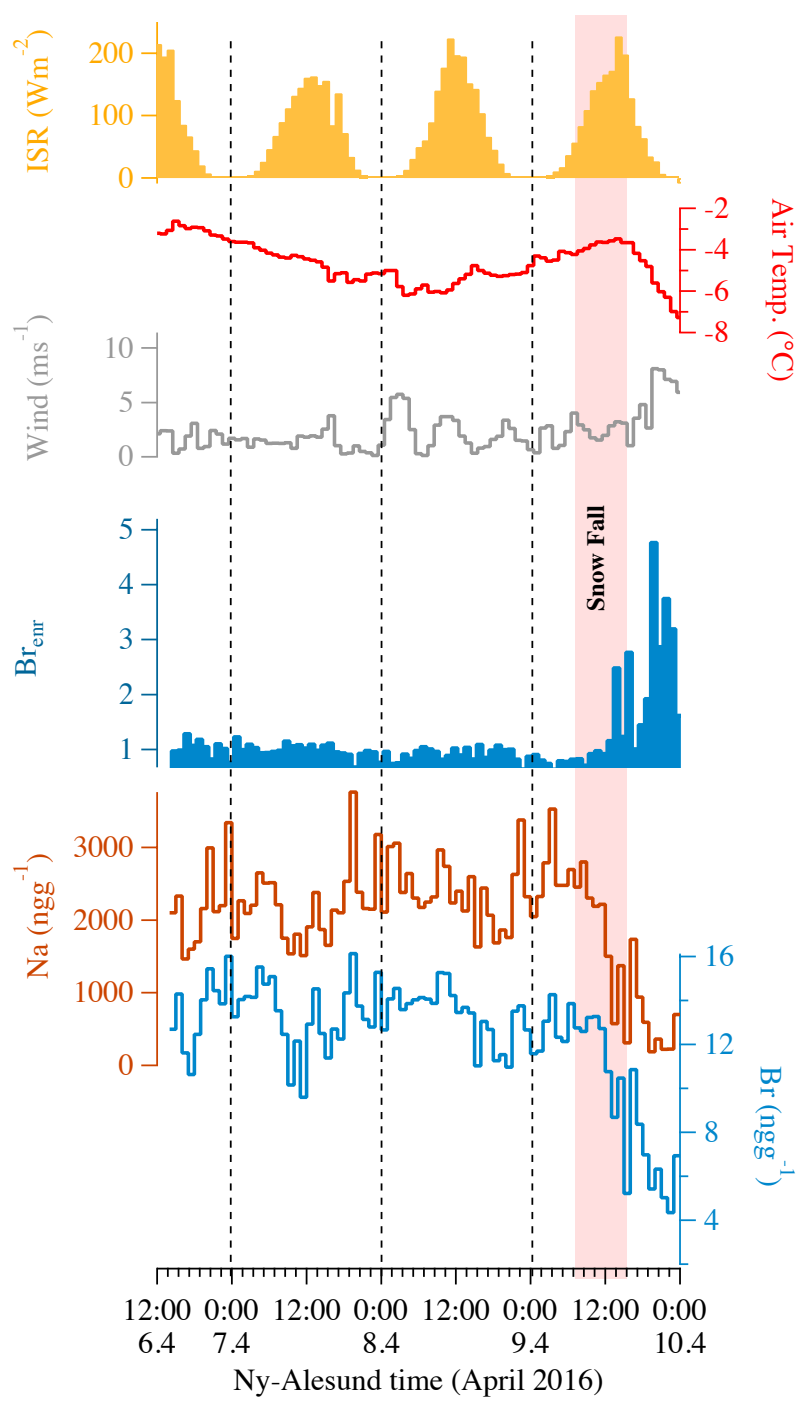 ISR (Wm-2)
200
100
0
Air Temp. (°C)
-2
-4
-6
-8
Wind (ms-1)
10
5
0
Snow Fall
Brenr
5
4
3
2
1
Na (ngg-1)
3000
2000
1000
0
Br (ngg-1)
16
12
8
4
12:00 0:00 12:00 0:00 12:00 0:00 12:00 0:00
6.4 7.4 8.4 9.4 10.4
Ny-Alesund time (April 2016)